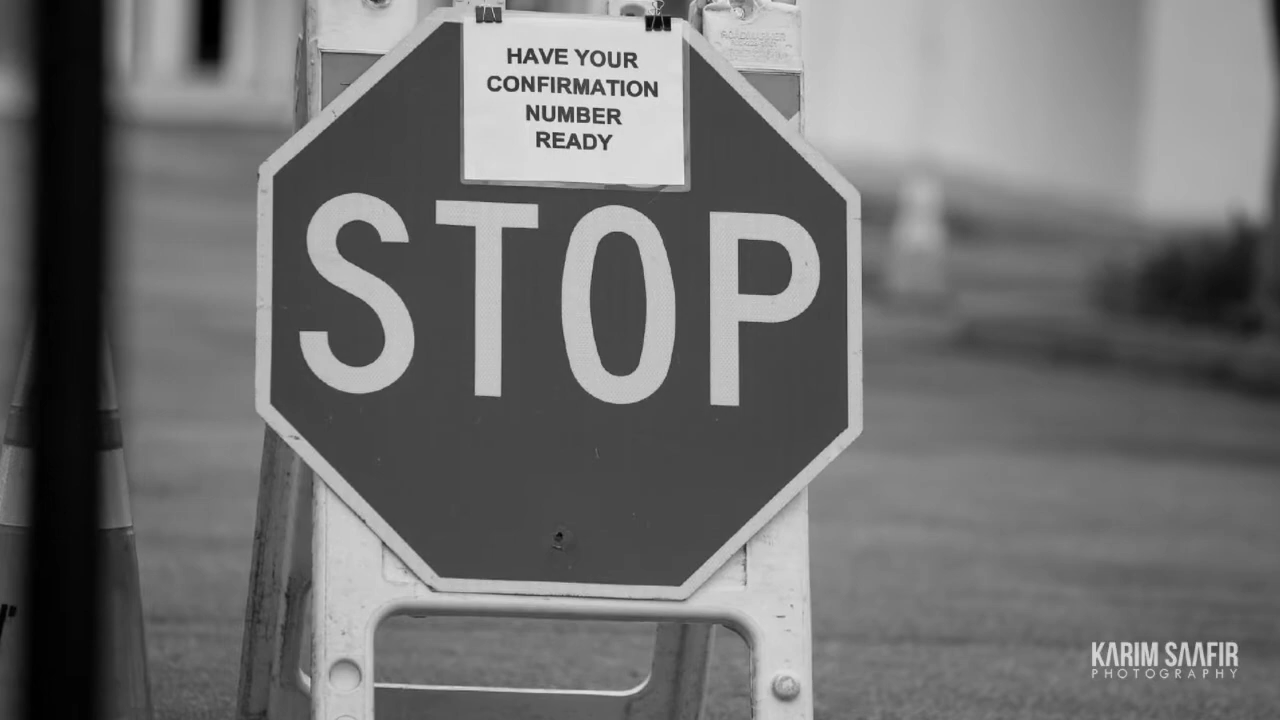 HAVE YOUR
CONFIRMATION
NUMBER
READY
STOP
KARIM SAAFIR
PHOTOGRAPHY